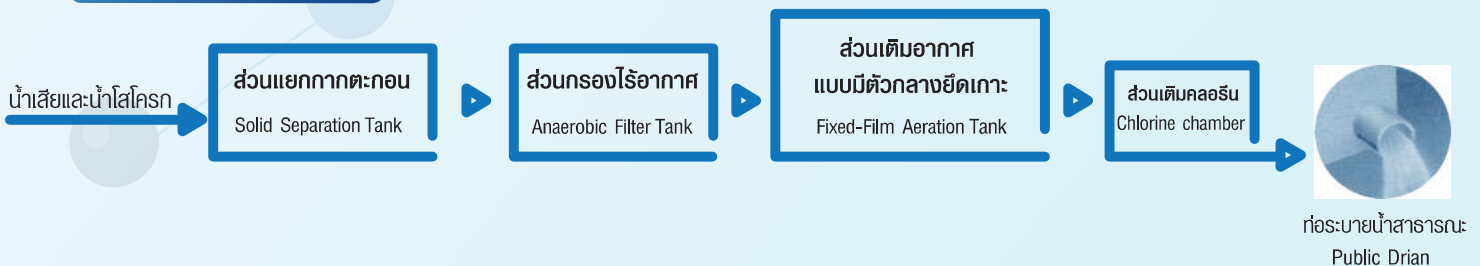 น้ำเสียและน้ำโสโครก
ส่วนแยกกากตะกอน
Solid Separation Tank
ส่วนกรองไร้อากาศ
Anaerobic Filter Tank
ส่วนเติมอากาศ
แบบมีตัวกลางยึดเกาะ
Fixed-Film Aeration Tank
ส่วนเติมคลอรีน
Chlorine chamber
ท่อระบายน้ำสาธารณะ
Public Drian